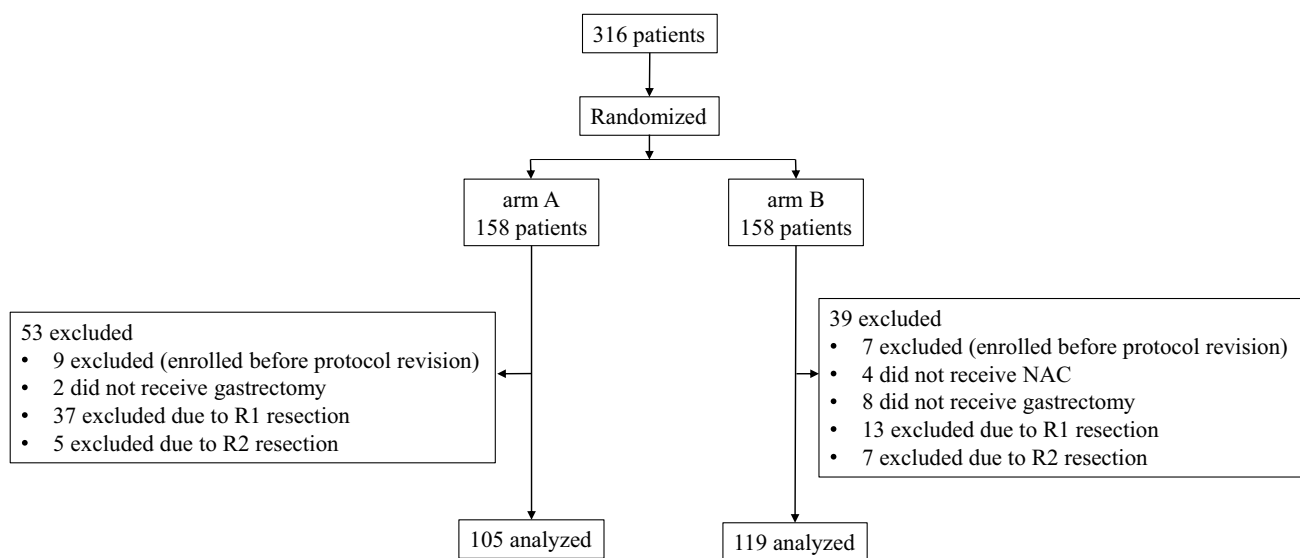 316 patients
Randomized
arm A
158 patients
arm B
158 patients
53 excluded
• 9 excluded (enrolled before protocol revision)
• 2 did not receive gastrectomy
• 37 excluded due to R1 resection
• 5 excluded due to R2 resection
39 excluded
• 7 excluded (enrolled before protocol revision)
• 4 did not receive NAC
• 8 did not receive gastrectomy
• 13 excluded due to R1 resection
• 7 excluded due to R2 resection
105 analyzed
119 analyzed